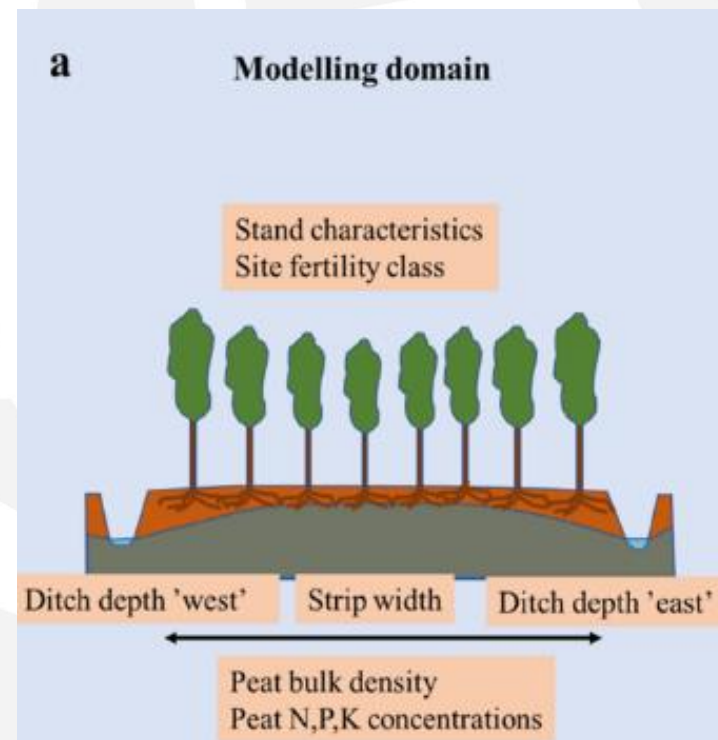 a
Modelling domain
Stand characteristics
Site fertility class
Ditch depth ’west’
Strip width
Ditch depth ’east’
Peat bulk density
Peat N,P,K concentrations